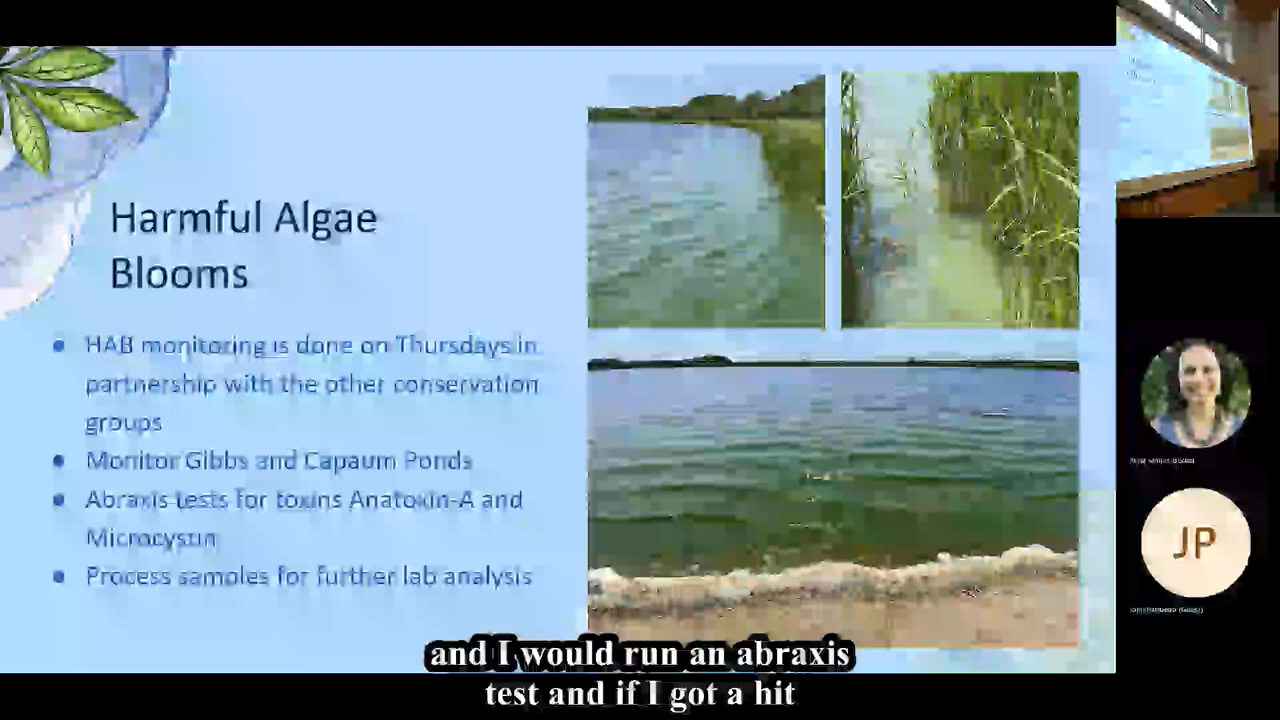 Harmful Algae
Blooms
HAB monitoring is done on Thursdays in
partnership with the other conservation
groups
Monitor Gibbs and Capaum Ponds
Abraxis tests for toxins Anatoxin-A and
Microcystin
Process samples for further lab analysis
JP
and I would run an abraxis
test and if I got a hit